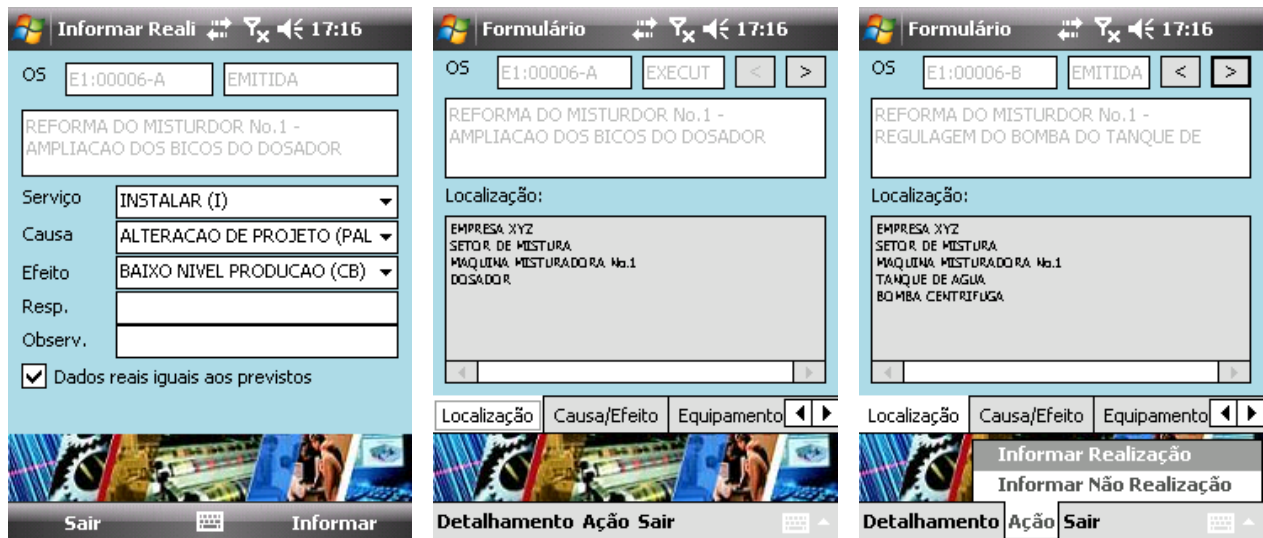 Informar Reali 17:16
OS E1:00006-A EMITIDA
REFORMA DO MISTURDOR No.1 -
AMPLIACAO DOS BICOS DO DOSADOR
Serviço INSTALAR (I)
Causa ALTERACAO DE PROJETO (PAL
Efeito BAIXO NIVEL PRODUCAO (CB)
Resp.
Observ.
Dados reais iguais aos previstos
Sair Informar
Formulário 17:16
OS E1:00006-A EXECUT < >
REFORMA DO MISTURDOR No.1 -
AMPLIACAO DOS BICOS DO DOSADOR
Localização:
EMPRESA XYZ
SETOR DE MISTURA
MAQUINA MISTURADORA No.1
DOSADOR
Localização Causa/Efeito Equipamento
Detalhamento Ação Sair
Formulário 17:16
OS E1:00006-B EMITIDA < >
REFORMA DO MISTURDOR No.1 -
REGULAGEM DO BOMBA DO TANQUE DE
Localização:
EMPRESA XYZ
SETOR DE MISTURA
MAQUINA MISTURADORA No.1
TANQUE DE AGUA
BOMBA CENTRIFUGA
Localização Causa/Efeito Equipamento
Informar Realização
Informar Não Realização
Detalhamento Ação Sair